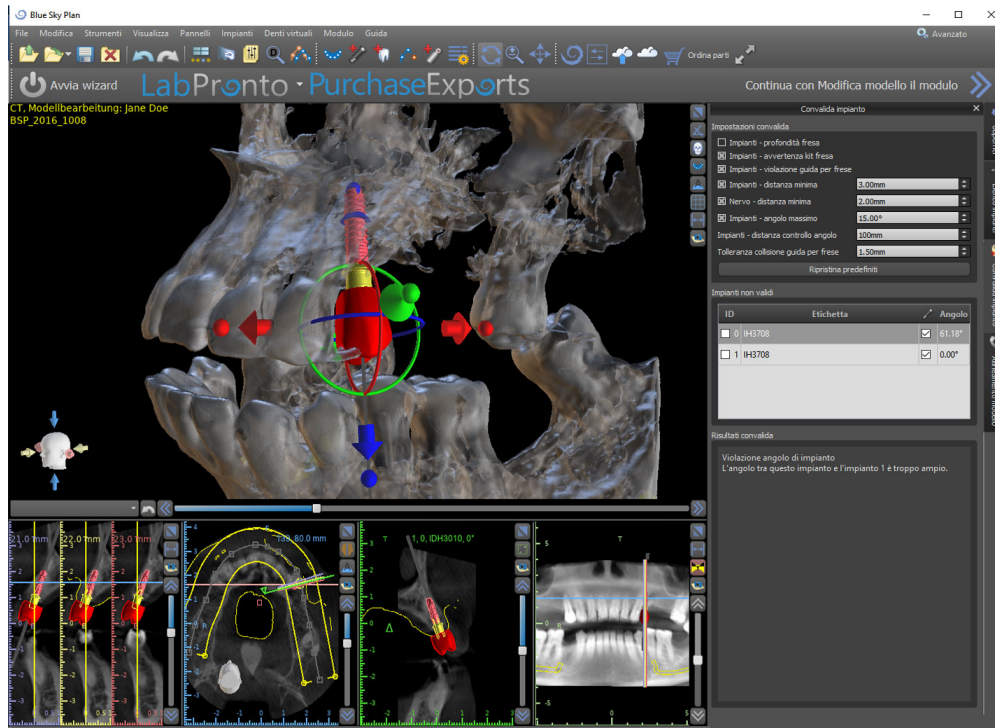 Blue Sky Plan
File Modifica Strumenti Visualizza Pannelli Impianti Denti virtuali Modulo Guida
Avanzato
Ordina parti
Avvia wizard LabPronto PurchaseExports Continua con Modifica modello il modulo
CT, Modellbearbeitung: Jane Doe
BSP_2016_1008
Convalida impianto
Impostazioni convalida
Impianti - profondità fresa
Impianti - avvertenza kit fresa
Impianti - violazione guida per frese
Impianti - distanza minima 3.00mm
Nervo - distanza minima 2.00mm
Impianti - angolo massimo 15.00°
Impianti - distanza controllo angolo 100mm
Tolleranza collisione guida per frese 1.50mm
Ripristina predefiniti
Impianti non validi
ID Etichetta Angolo
0 IH3708 61.18°
1 IH3708 0.00°
Risultati convalida
Violazione angolo di impianto
L'angolo tra questo impianto e l'impianto 1 è troppo ampio.
21.0 mm 22.0 mm 23.0 mm
80.0 mm
1, 0, IDH3010, 0°
T
T
R